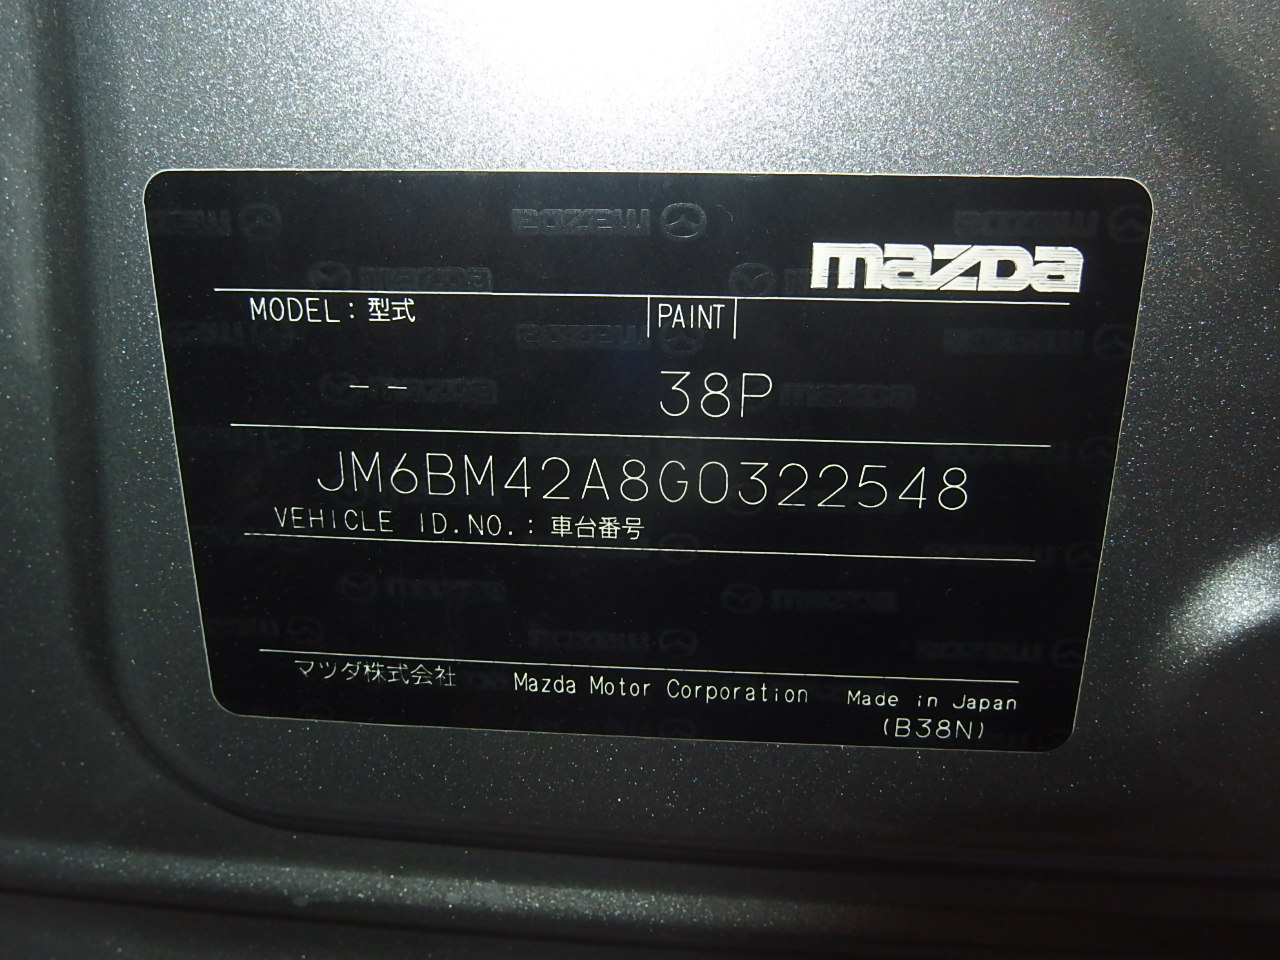 mazda
MODEL : 型式 PAINT
-- 38P
JM6BM42A8G0322548
VEHICLE ID.NO. : 車台番号
マツダ株式会社 Mazda Motor Corporation Made in Japan
(B38N)